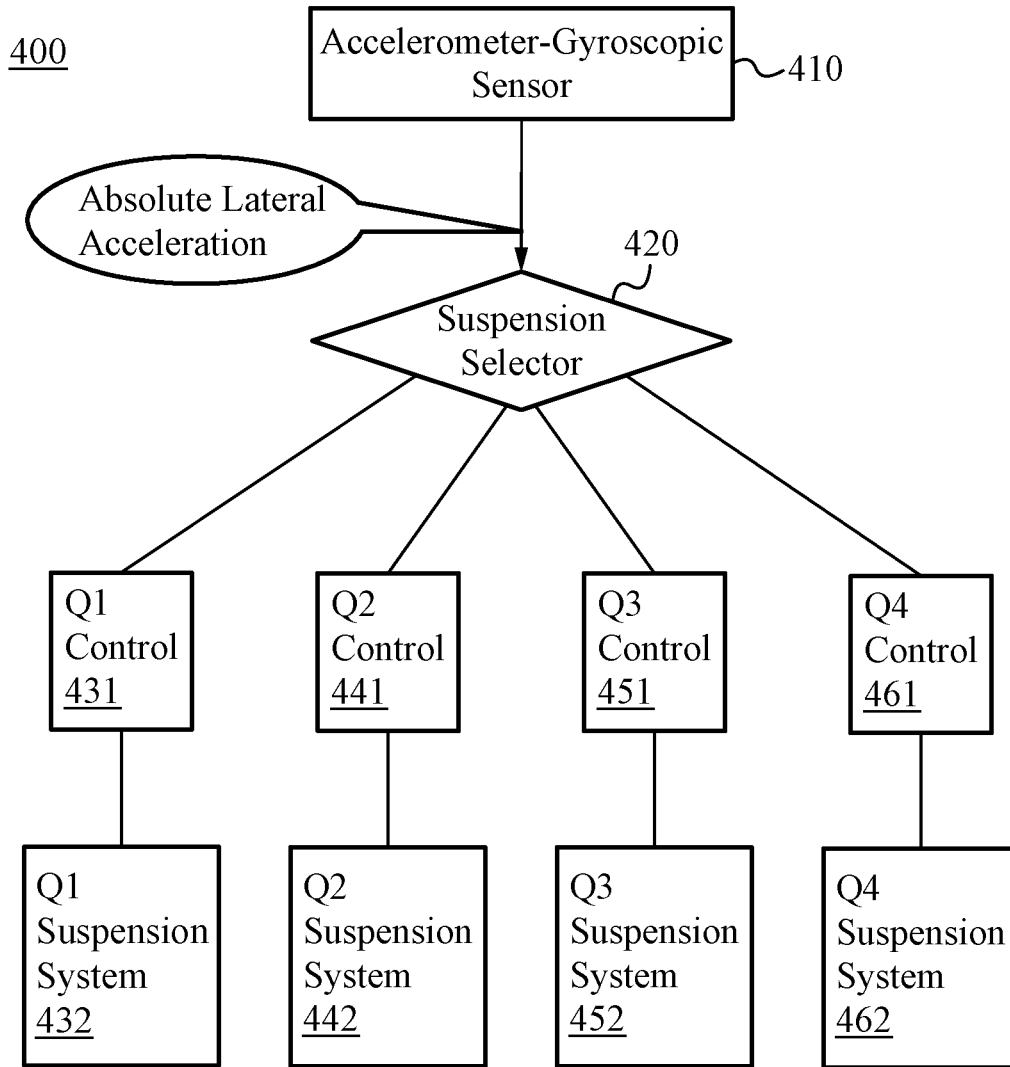 400
Accelerometer-Gyroscopic
Sensor
410
Absolute Lateral
Acceleration
420
Suspension
Selector
Q1
Control
431
Q2
Control
441
Q3
Control
451
Q4
Control
461
Q1
Suspension
System
432
Q2
Suspension
System
442
Q3
Suspension
System
452
Q4
Suspension
System
462